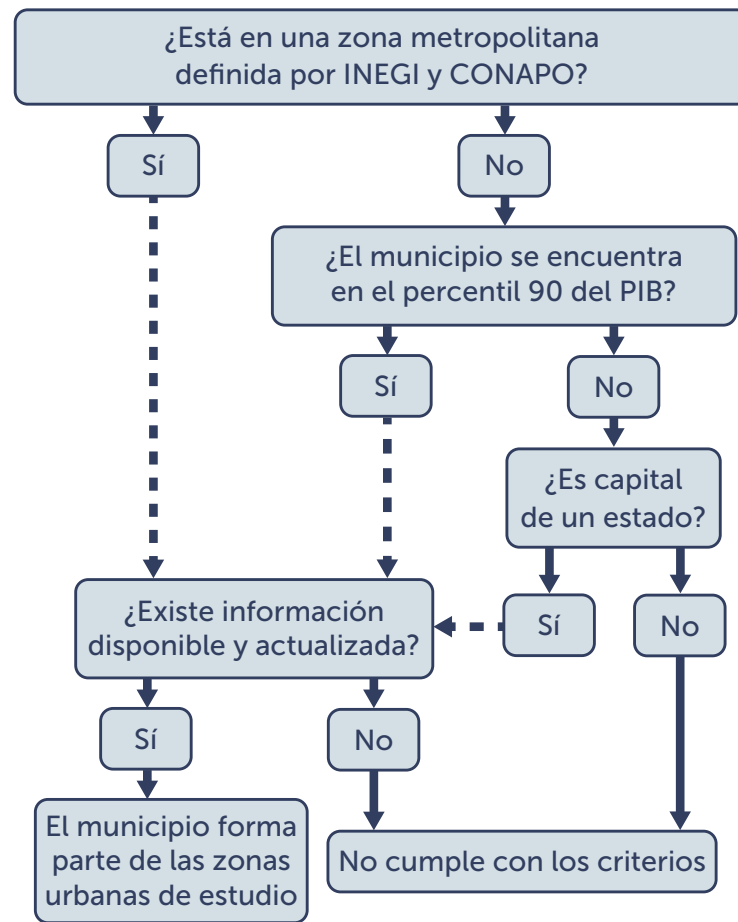 ¿Está en una zona metropolitana
definida por INEGI y CONAPO?
Sí
No
¿El municipio se encuentra
en el percentil 90 del PIB?
Sí
No
¿Es capital
de un estado?
Sí
No
¿Existe información
disponible y actualizada?
Sí
No
El municipio forma
parte de las zonas
urbanas de estudio
No cumple con los criterios